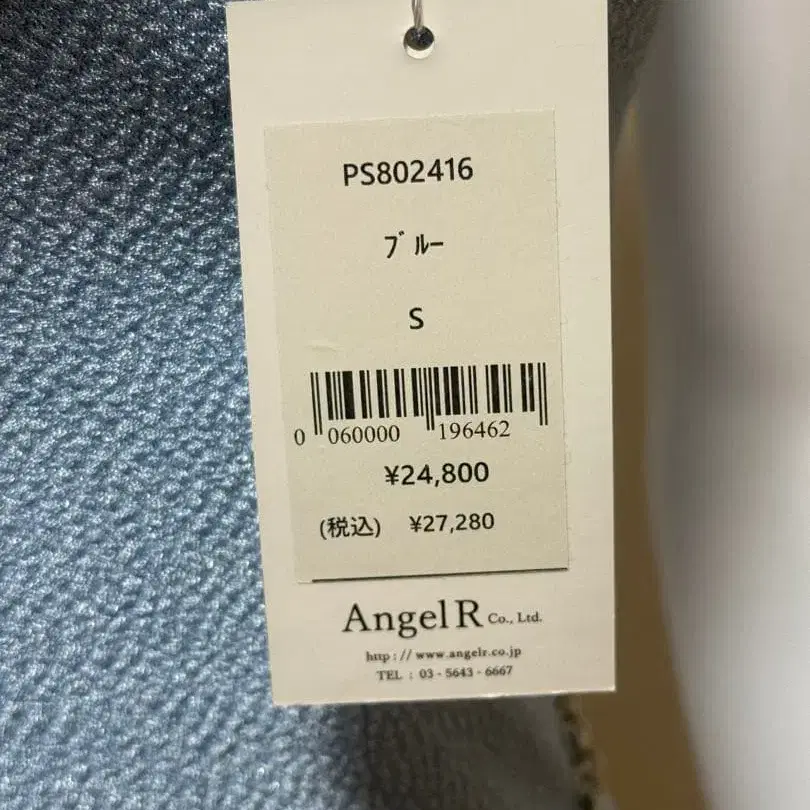 PS802416
ブルー
S
0 060000 196462
¥24,800
(税込) ¥27,280
Angel R Co., Ltd.
http : // www.angelr.co.jp
TEL : 03 - 5643 - 6667